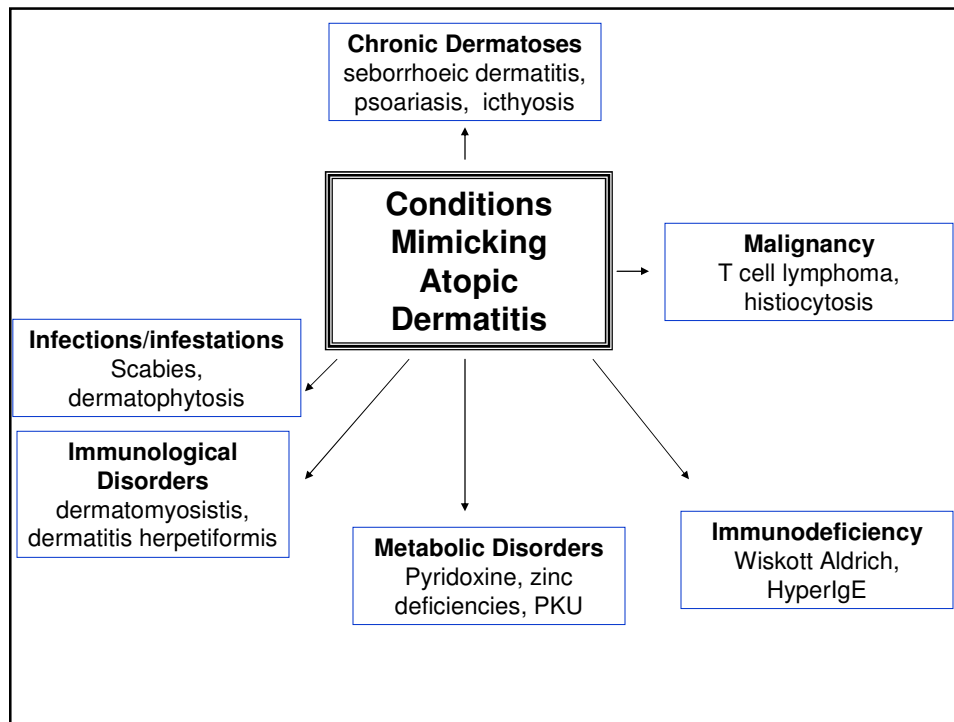 Chronic Dermatoses
seborrhoeic dermatitis,
psoariasis, icthyosis
Conditions
Mimicking
Atopic
Dermatitis
Malignancy
T cell lymphoma,
histiocytosis
Infections/infestations
Scabies,
dermatophytosis
Immunological
Disorders
dermatomyosistis,
dermatitis herpetiformis
Metabolic Disorders
Pyridoxine, zinc
deficiencies, PKU
Immunodeficiency
Wiskott Aldrich,
HyperIgE